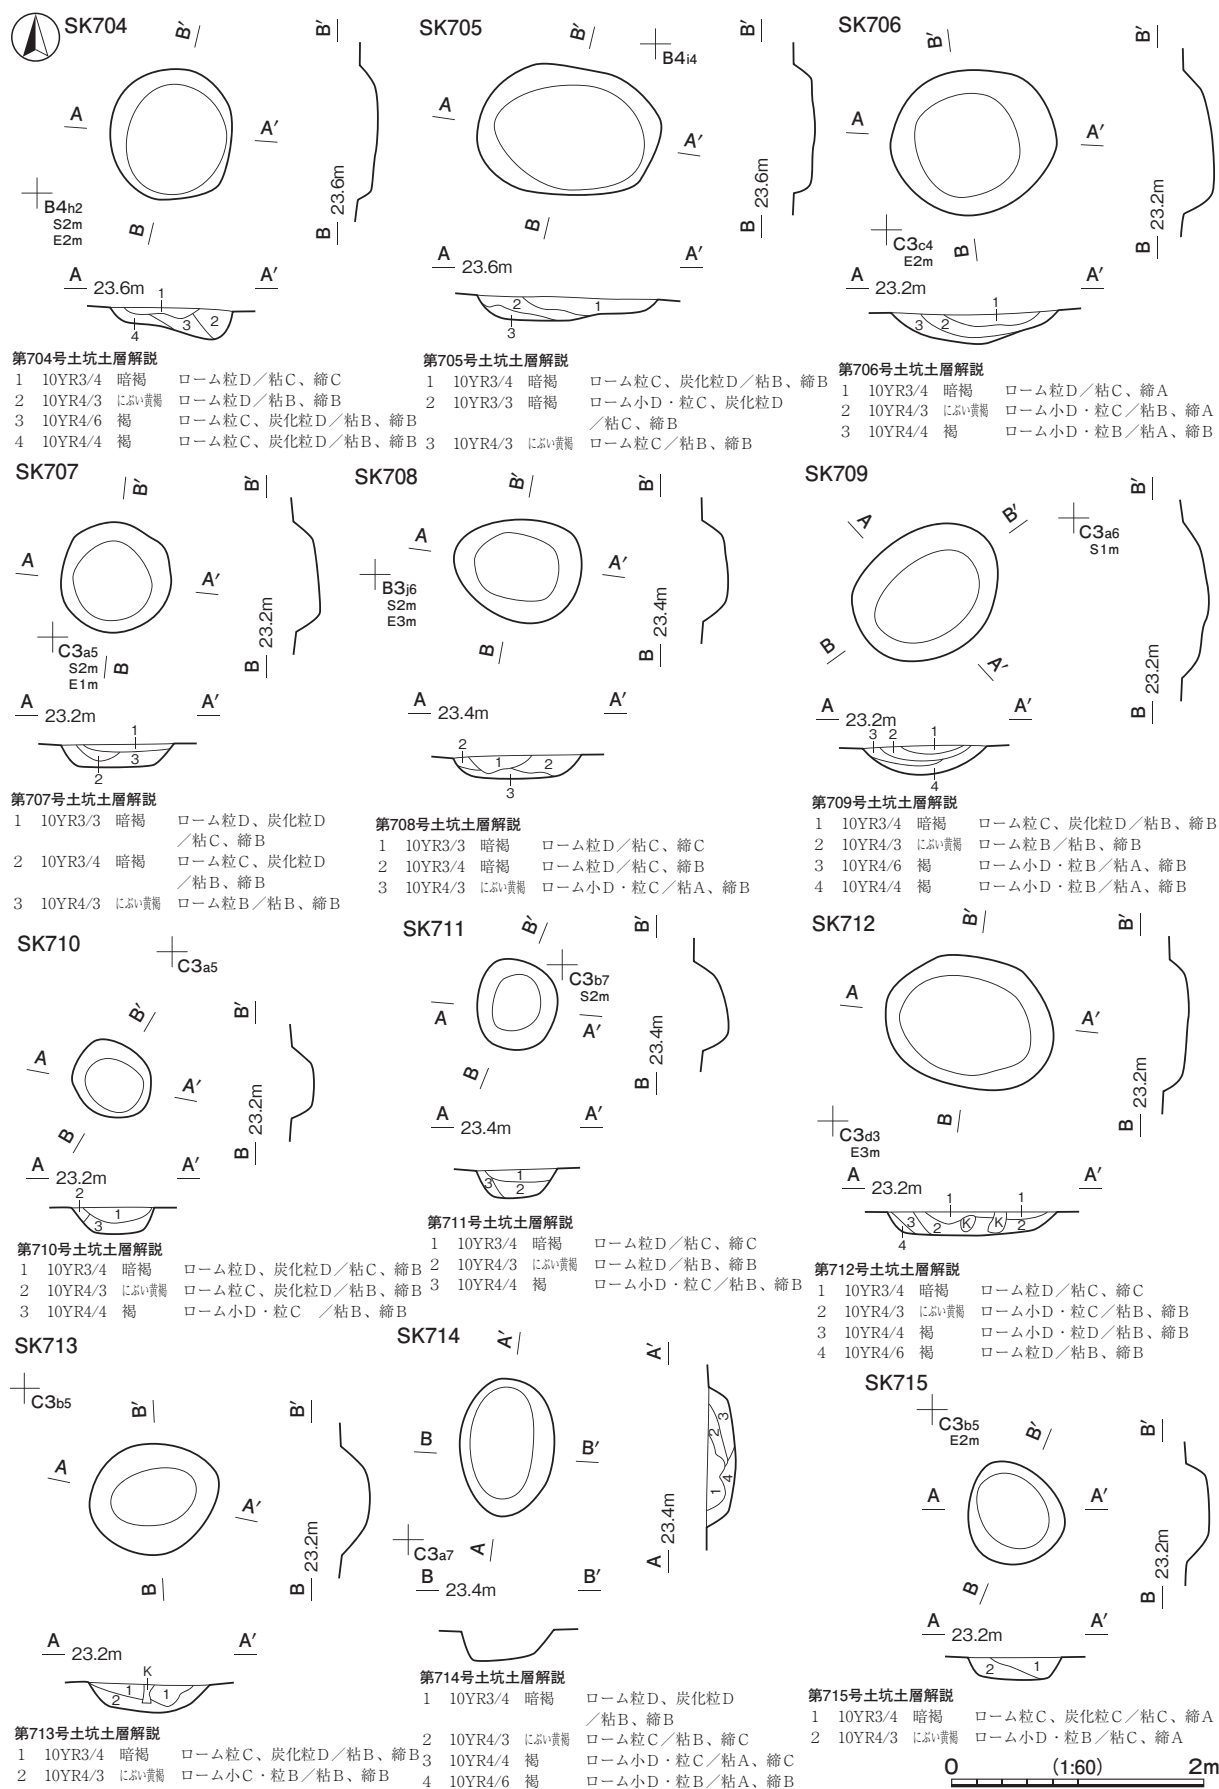 SK704
B′
B′
A
A′
B4h2
S2m
E2m
B
B 23.6m
A 23.6m A′
1
2
3
4
第704号土坑土層解説
1 10YR3/4 暗褐 ローム粒D／粘C、締C
2 10YR4/3 にぶい黄褐 ローム粒D／粘B、締B
3 10YR4/6 褐 ローム粒C、炭化粒D／粘B、締B
4 10YR4/4 褐 ローム粒C、炭化粒D／粘B、締B
SK705
B′
B4i4
B′
A
A′
B
B 23.6m
A 23.6m A′
2
1
3
第705号土坑土層解説
1 10YR3/4 暗褐 ローム粒C、炭化粒D／粘B、締B
2 10YR3/3 暗褐 ローム小D・粒C、炭化粒D
／粘C、締B
3 10YR4/3 にぶい黄褐 ローム粒C／粘B、締B
SK706
B′
B′
A
A′
C3c4
E2m
B
B 23.2m
A 23.2m A′
3
2
1
第706号土坑土層解説
1 10YR3/4 暗褐 ローム粒D／粘C、締A
2 10YR4/3 にぶい黄褐 ローム小D・粒C／粘B、締A
3 10YR4/4 褐 ローム小D・粒B／粘A、締B
SK707
B′
B′
A
A′
C3a5
S2m
E1m
B
B 23.2m
A 23.2m A′
1
3
2
第707号土坑土層解説
1 10YR3/3 暗褐 ローム粒D、炭化粒D
／粘C、締B
2 10YR3/4 暗褐 ローム粒C、炭化粒D
／粘B、締B
3 10YR4/3 にぶい黄褐 ローム粒B／粘B、締B
SK708
B′
B′
A
A′
B3j6
S2m
E3m
B
B 23.4m
A 23.4m A′
2
1
2
3
第708号土坑土層解説
1 10YR3/3 暗褐 ローム粒D／粘C、締C
2 10YR3/4 暗褐 ローム粒D／粘C、締B
3 10YR4/3 にぶい黄褐 ローム小D・粒C／粘A、締B
SK709
A
B′
C3a6
S1m
B′
B
A′
B 23.2m
A 23.2m A′
3 2 1
4
第709号土坑土層解説
1 10YR3/4 暗褐 ローム粒C、炭化粒D／粘B、締B
2 10YR4/3 にぶい黄褐 ローム粒B／粘B、締B
3 10YR4/6 褐 ローム小D・粒B／粘A、締B
4 10YR4/4 褐 ローム小D・粒B／粘A、締B
SK710
C3a5
B′
B′
A
A′
B
B 23.2m
A 23.2m A′
2
1
3
第710号土坑土層解説
1 10YR3/4 暗褐 ローム粒D、炭化粒D／粘C、締B
2 10YR4/3 にぶい黄褐 ローム粒C、炭化粒D／粘B、締B
3 10YR4/4 褐 ローム小D・粒C ／粘B、締B
SK711
B′
B′
C3b7
S2m
A
A′
B
B 23.4m
A 23.4m A′
3
1
2
第711号土坑土層解説
1 10YR3/4 暗褐 ローム粒D／粘C、締C
2 10YR4/3 にぶい黄褐 ローム粒D／粘B、締B
3 10YR4/4 褐 ローム小D・粒C／粘B、締B
SK712
B′
B′
A
A′
C3d3
E3m
B
B 23.2m
A 23.2m A′
1 1
3 2 K K 2
4
第712号土坑土層解説
1 10YR3/4 暗褐 ローム粒D／粘C、締C
2 10YR4/3 にぶい黄褐 ローム小D・粒C／粘B、締B
3 10YR4/4 褐 ローム小D・粒D／粘B、締B
4 10YR4/6 褐 ローム粒D／粘B、締B
SK713
C3b5
B′
B′
A
A′
B
B 23.2m
A 23.2m A′
K
1 1
2
第713号土坑土層解説
1 10YR3/4 暗褐 ローム粒C、炭化粒D／粘B、締B
2 10YR4/3 にぶい黄褐 ローム小C・粒B／粘B、締B
SK714
A′
A′
B
B′
C3a7
A
A 23.4m
3
2
4
1
B 23.4m B′
第714号土坑土層解説
1 10YR3/4 暗褐 ローム粒D、炭化粒D
／粘B、締B
2 10YR4/3 にぶい黄褐 ローム粒C／粘B、締C
3 10YR4/4 褐 ローム小D・粒C／粘A、締C
4 10YR4/6 褐 ローム小D・粒B／粘A、締B
SK715
C3b5
E2m
B′
B′
A
A′
B
B 23.2m
A 23.2m A′
2 1
第715号土坑土層解説
1 10YR3/4 暗褐 ローム粒C、炭化粒C／粘C、締A
2 10YR4/3 にぶい黄褐 ローム小D・粒B／粘C、締A
0 (1:60) 2m